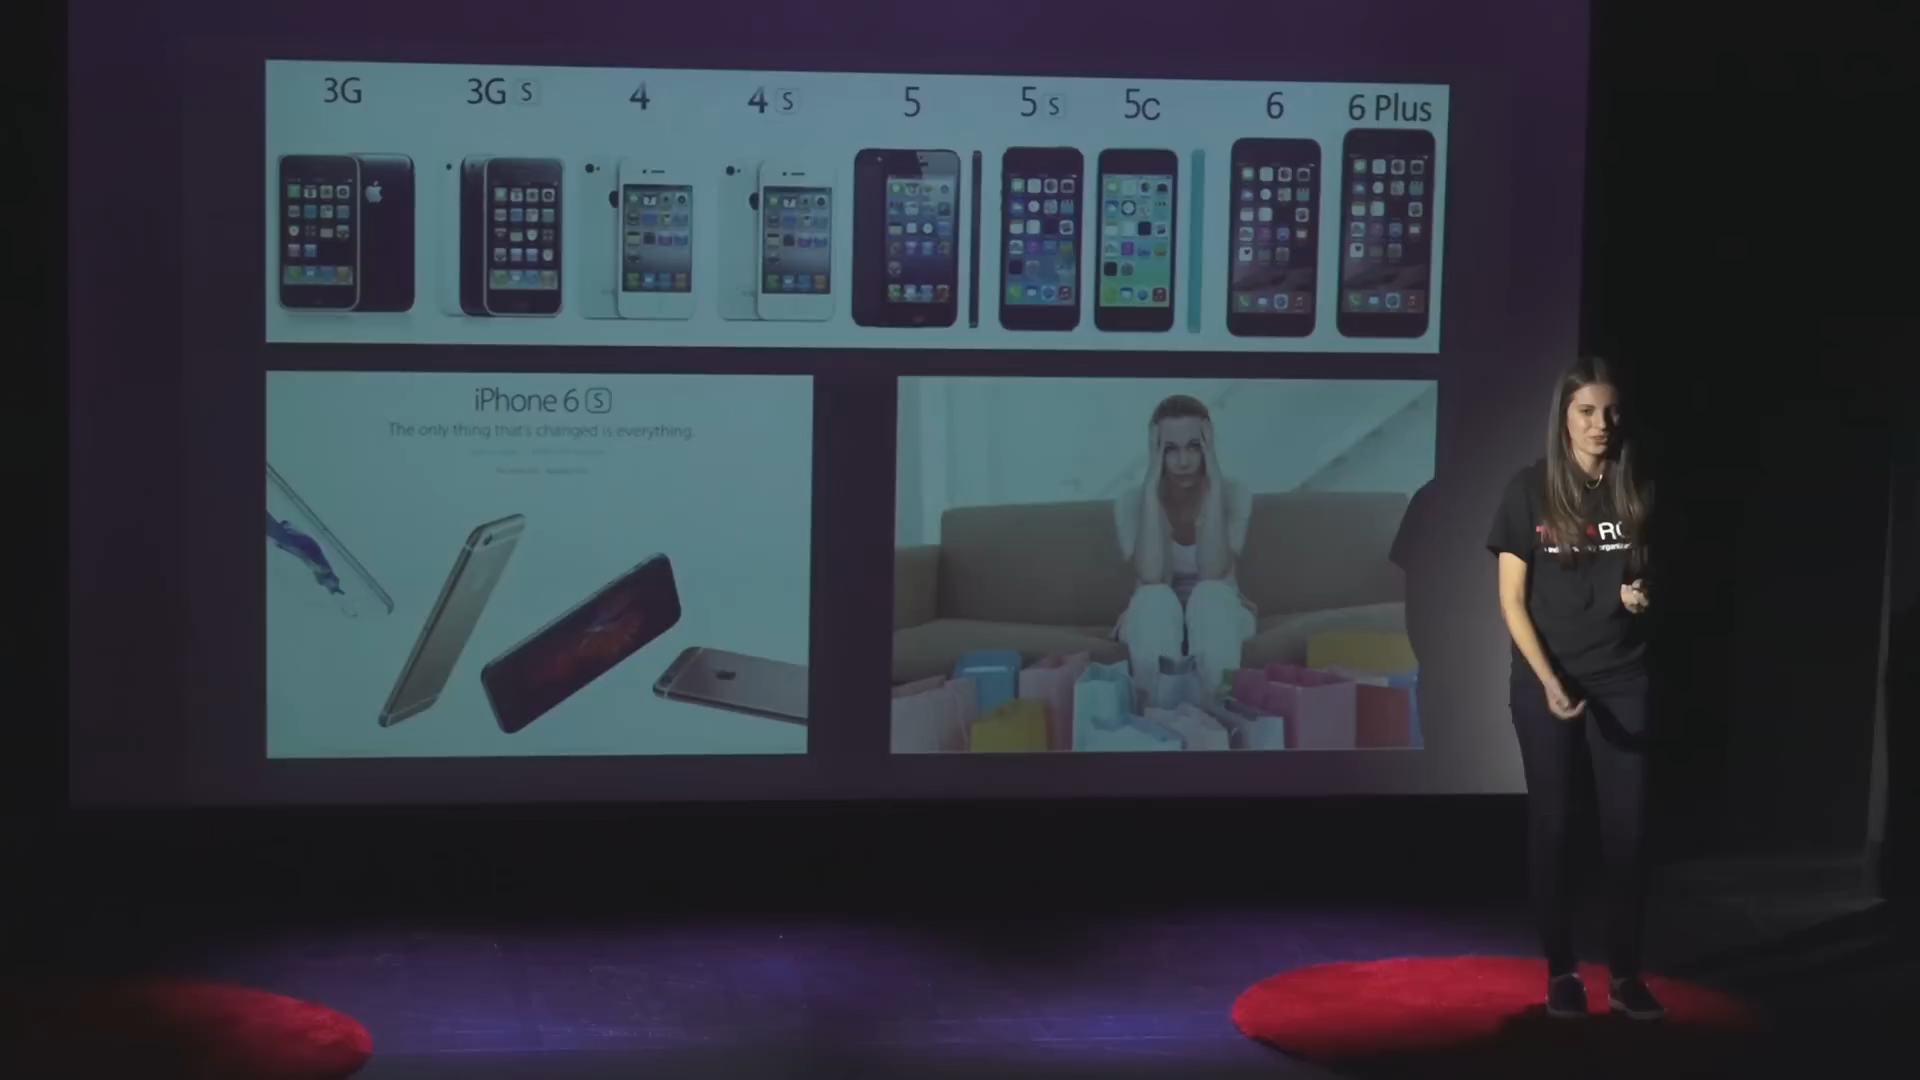 3G 3G S 4 4 S 5 5 S 5C 6 6 Plus
iPhone 6 S
The only thing that's changed is everything.